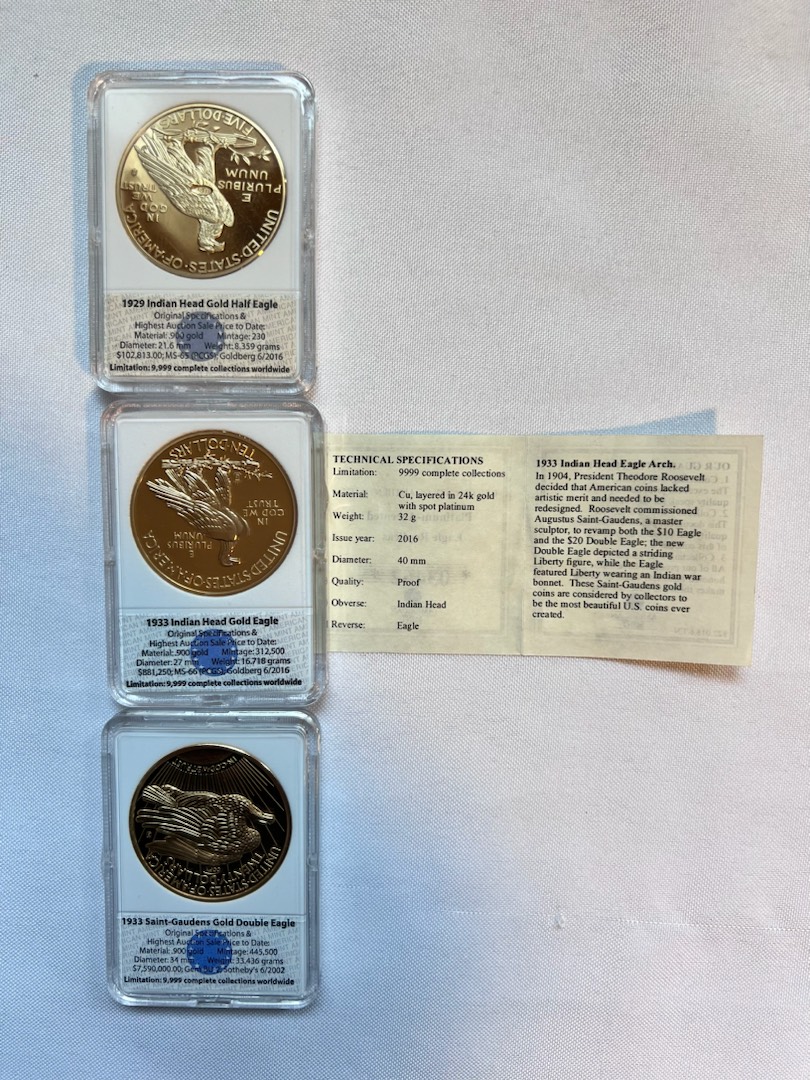 FIVE DOLLARS
E
PLURIBUS
UNUM
IN
GOD
WE
TRUST
UNITED·STATES·OF·AMERICA
1929 Indian Head Gold Half Eagle
Original Specifications &
Highest Auction Sale Price to Date:
Material: .900 gold Mintage: 230
Diameter: 21.6 mm Weight: 8.359 grams
$102,813.00; MS-65 (PCGS); Goldberg 6/2016
Limitation: 9,999 complete collections worldwide
TEN DOLLARS
IN
GOD WE
TRUST
E
PLURIBUS
UNUM
UNITED·STATES·OF·AMERICA
1933 Indian Head Gold Eagle
Original Specifications &
Highest Auction Sale Price to Date:
Material: .900 gold Mintage: 312,500
Diameter: 27 mm Weight: 16.718 grams
$881,250; MS-66 (PCGS); Goldberg 6/2016
Limitation: 9,999 complete collections worldwide
TECHNICAL SPECIFICATIONS
Limitation: 9999 complete collections
Material: Cu, layered in 24k gold
with spot platinum
Weight: 32 g
Issue year: 2016
Diameter: 40 mm
Quality: Proof
Obverse: Indian Head
Reverse: Eagle
1933 Indian Head Eagle Arch.
In 1904, President Theodore Roosevelt
decided that American coins lacked
artistic merit and needed to be
redesigned. Roosevelt commissioned
Augustus Saint-Gaudens, a master
sculptor, to revamp both the $10 Eagle
and the $20 Double Eagle; the new
Double Eagle depicted a striding
Liberty figure, while the Eagle
featured Liberty wearing an Indian war
bonnet. These Saint-Gaudens gold
coins are considered by collectors to
be the most beautiful U.S. coins ever
created.
IN GOD WE TRUST
TWENTY DOLLARS
UNITED·STATES·OF·AMERICA
1933 Saint-Gaudens Gold Double Eagle
Original Specifications &
Highest Auction Sale Price to Date:
Material: .900 gold Mintage: 445,500
Diameter: 34 mm Weight: 33.436 grams
$7,590,000.00; Gem BU; Sotheby's 6/2002
Limitation: 9,999 complete collections worldwide